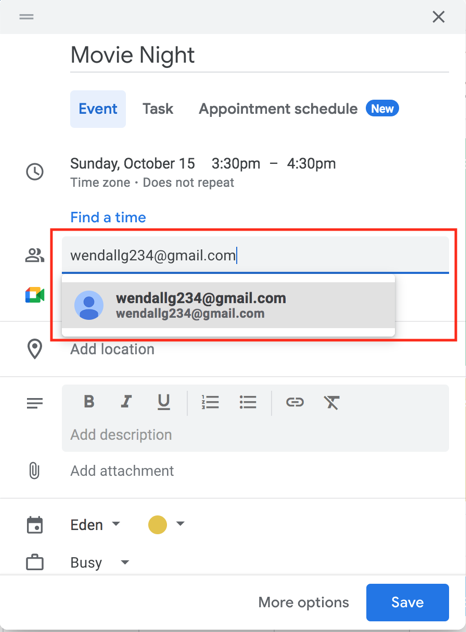 Movie Night
Event Task Appointment schedule New
Sunday, October 15 3:30pm – 4:30pm
Time zone • Does not repeat
Find a time
wendallg234@gmail.com
wendallg234@gmail.com
wendallg234@gmail.com
Add location
B I U
Add description
Add attachment
Eden
Busy
More options Save